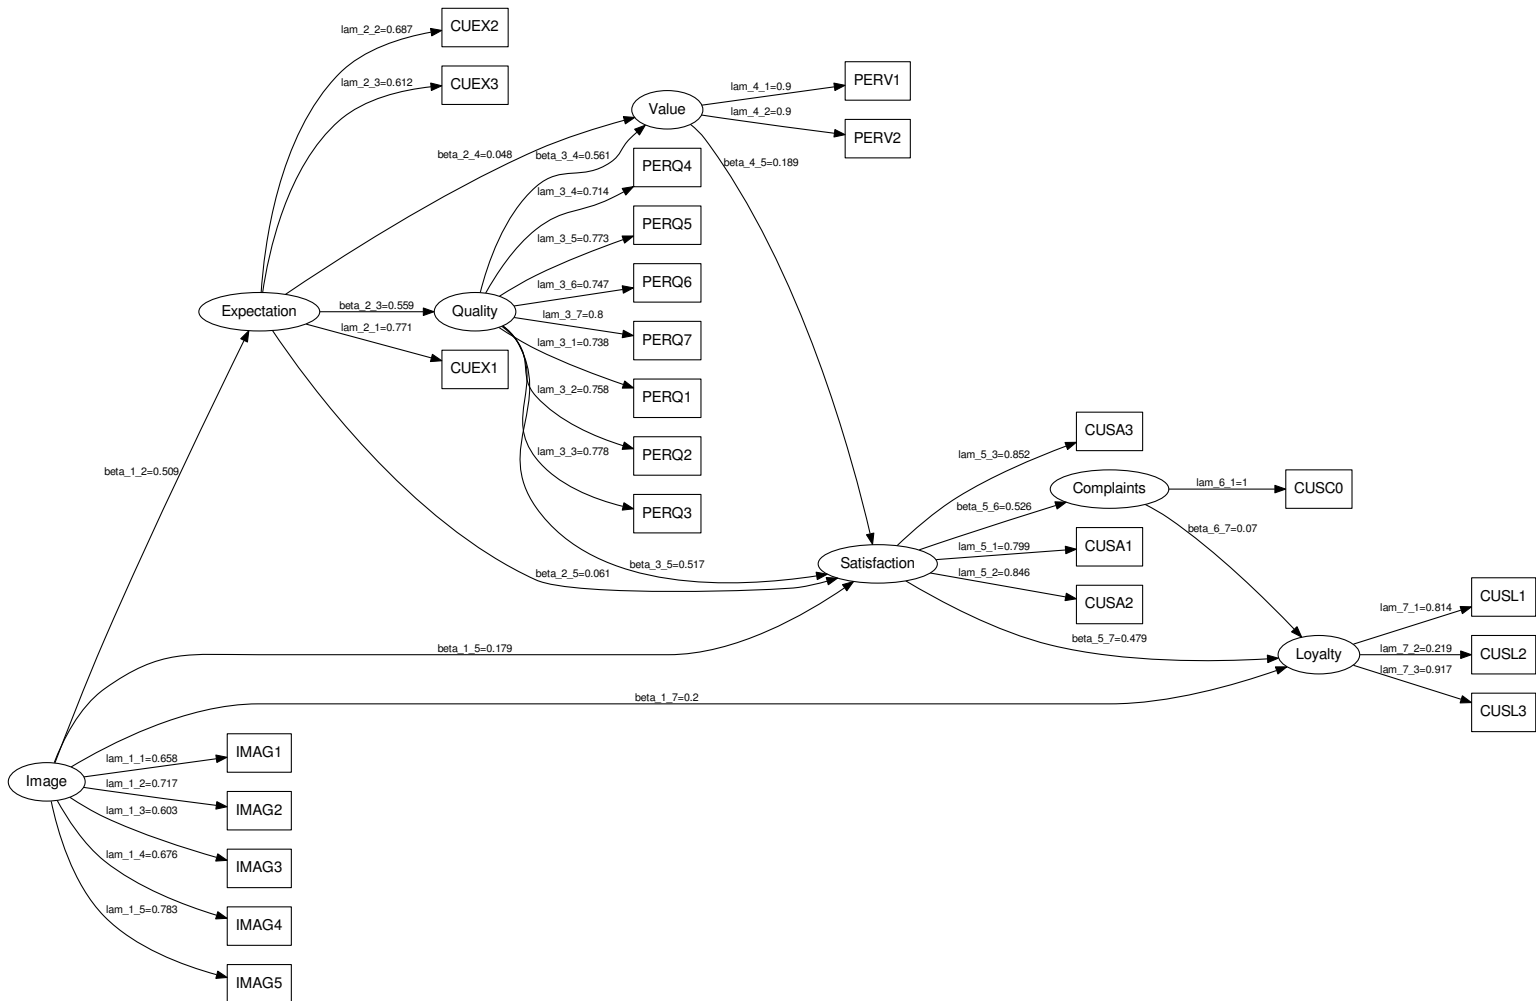 CUEX2
lam_2_2=0.687
CUEX3
lam_2_3=0.612
PERV1
lam_4_1=0.9
Value
lam_4_2=0.9
PERV2
beta_2_4=0.048
beta_3_4=0.561
beta_4_5=0.189
PERQ4
lam_3_4=0.714
PERQ5
lam_3_5=0.773
PERQ6
lam_3_6=0.747
Expectation
beta_2_3=0.559
Quality
lam_3_7=0.8
PERQ7
lam_2_1=0.771
lam_3_1=0.738
CUEX1
PERQ1
lam_3_2=0.758
PERQ2
lam_3_3=0.778
PERQ3
beta_1_2=0.509
CUSA3
lam_5_3=0.852
Complaints
lam_6_1=1
CUSC0
beta_5_6=0.526
beta_6_7=0.07
lam_5_1=0.799
CUSA1
Satisfaction
beta_3_5=0.517
beta_2_5=0.061
lam_5_2=0.846
CUSA2
CUSL1
lam_7_1=0.814
beta_5_7=0.479
beta_1_5=0.179
Loyalty
lam_7_2=0.219
CUSL2
lam_7_3=0.917
beta_1_7=0.2
CUSL3
IMAG1
lam_1_1=0.658
Image
lam_1_2=0.717
IMAG2
lam_1_3=0.603
IMAG3
lam_1_4=0.676
IMAG4
lam_1_5=0.783
IMAG5